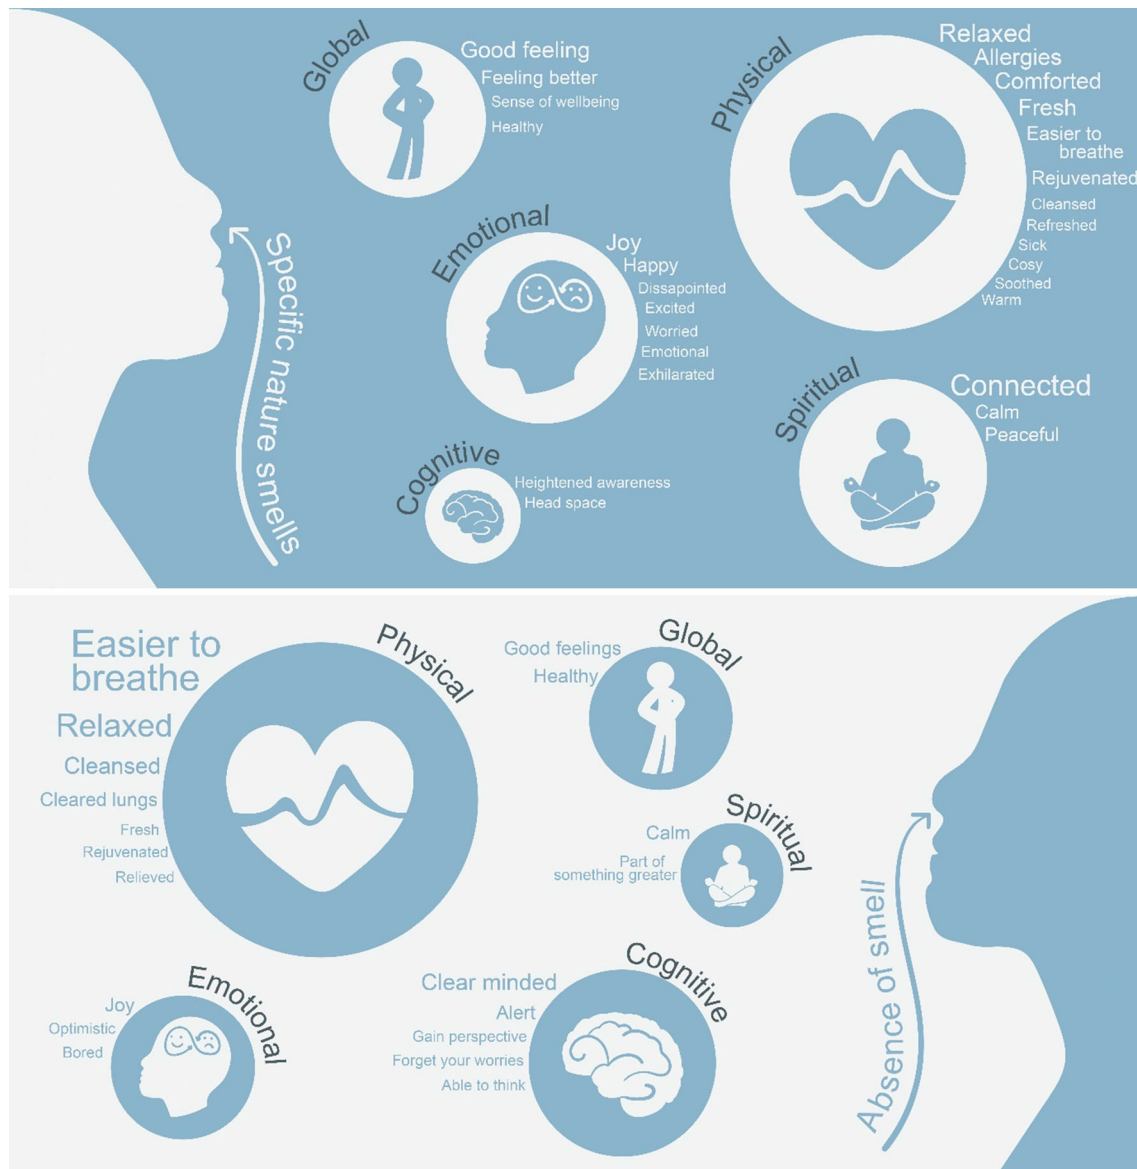 Specific nature smells
Global
Good feeling
Feeling better
Sense of wellbeing
Healthy
Physical
Relaxed
Allergies
Comforted
Fresh
Easier to
breathe
Rejuvenated
Cleansed
Refreshed
Sick
Cosy
Soothed
Warm
Emotional
Joy
Happy
Dissapointed
Excited
Worried
Emotional
Exhilarated
Spiritual
Connected
Calm
Peaceful
Cognitive
Heightened awareness
Head space
Physical
Easier to
breathe
Relaxed
Cleansed
Cleared lungs
Fresh
Rejuvenated
Relieved
Global
Good feelings
Healthy
Spiritual
Calm
Part of
something greater
Emotional
Joy
Optimistic
Bored
Cognitive
Clear minded
Alert
Gain perspective
Forget your worries
Able to think
Absence of smell